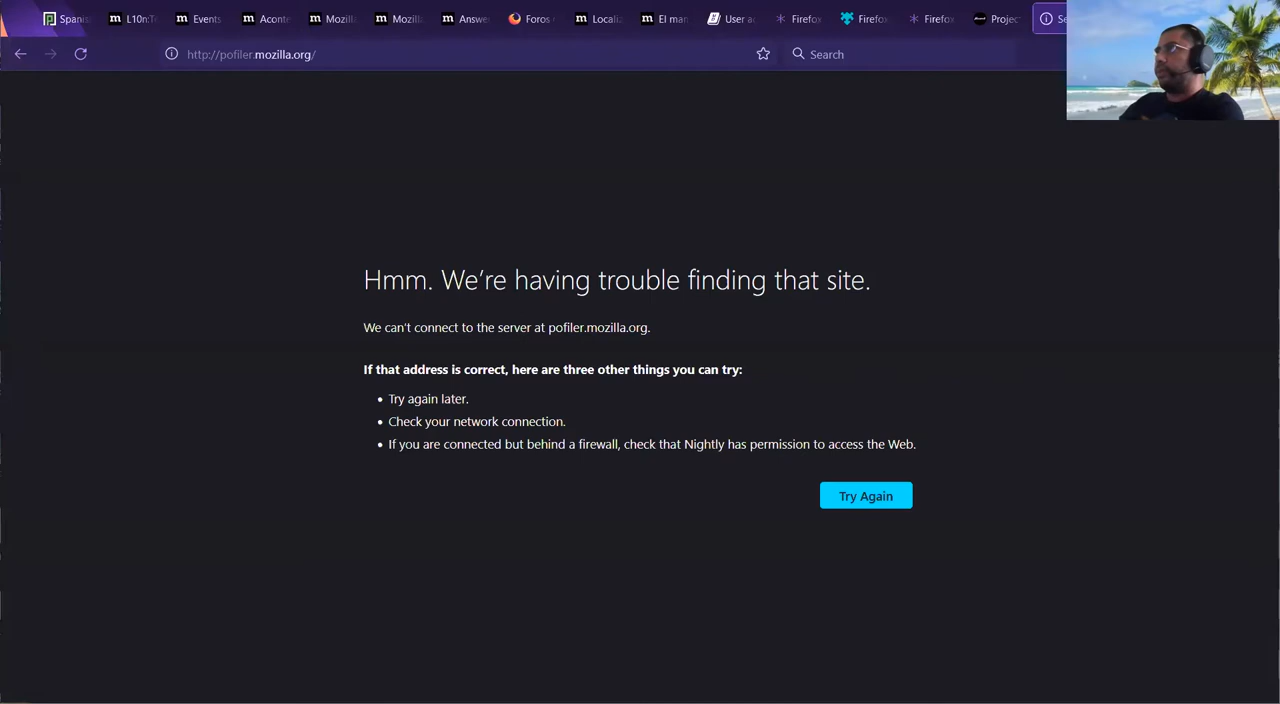 Spanis L10n:Te Events Aconte Mozill Mozill Answe Foros Localiz El man User a Firefox Firefox Firefox Projec Se
http://pofiler.mozilla.org/ Search
Hmm. We're having trouble finding that site.
We can't connect to the server at pofiler.mozilla.org.
If that address is correct, here are three other things you can try:
• Try again later.
• Check your network connection.
• If you are connected but behind a firewall, check that Nightly has permission to access the Web.
Try Again